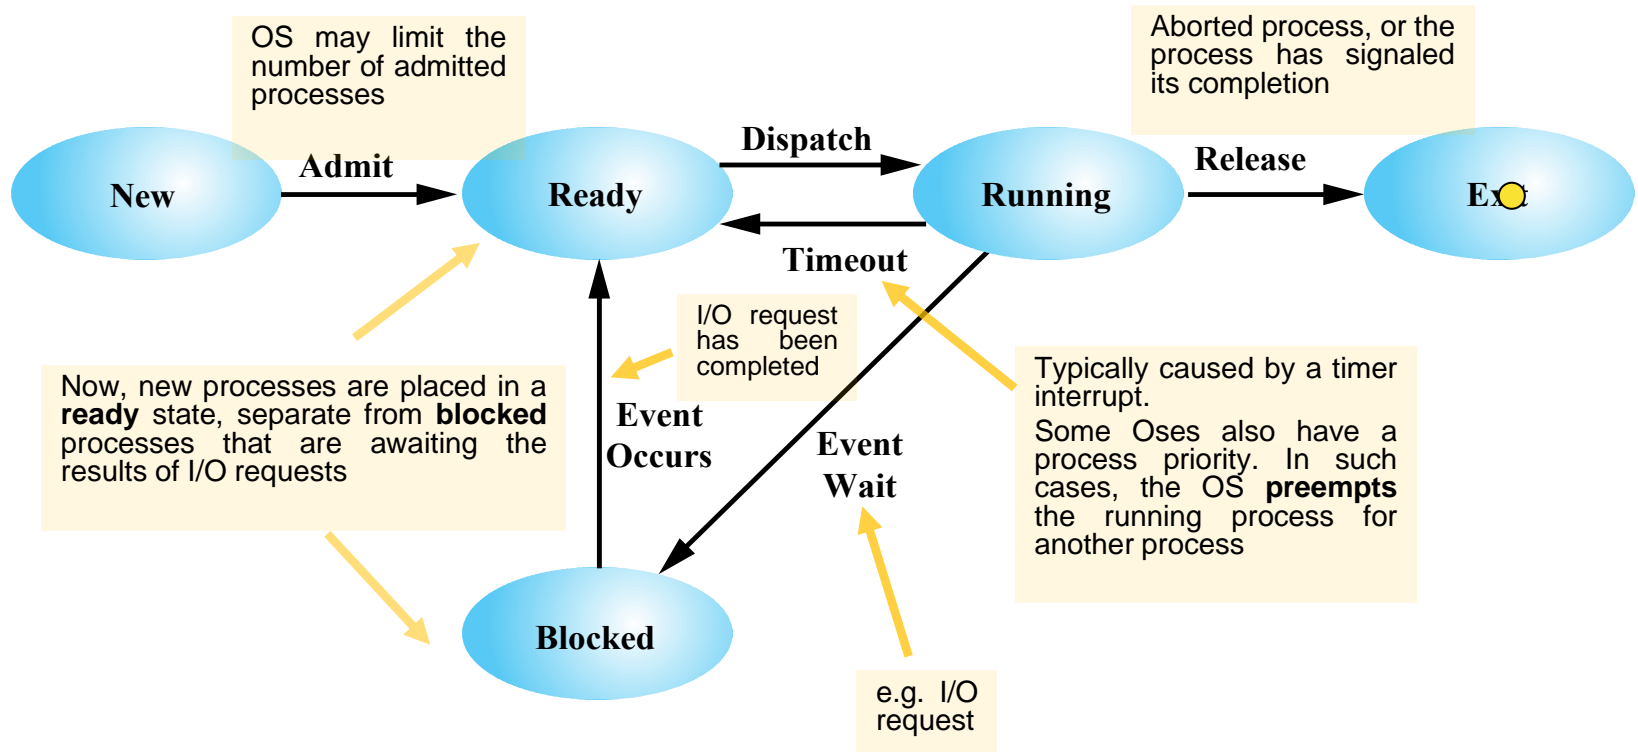 OS may limit the
number of admitted
processes
Aborted process, or the
process has signaled
its completion
New
Admit
Ready
Dispatch
Timeout
Running
Release
Exit
I/O request
has been
completed
Now, new processes are placed in a
ready state, separate from blocked
processes that are awaiting the
results of I/O requests
Event
Occurs
Event
Wait
Typically caused by a timer
interrupt.
Some Oses also have a
process priority. In such
cases, the OS preempts
the running process for
another process
Blocked
e.g. I/O
request